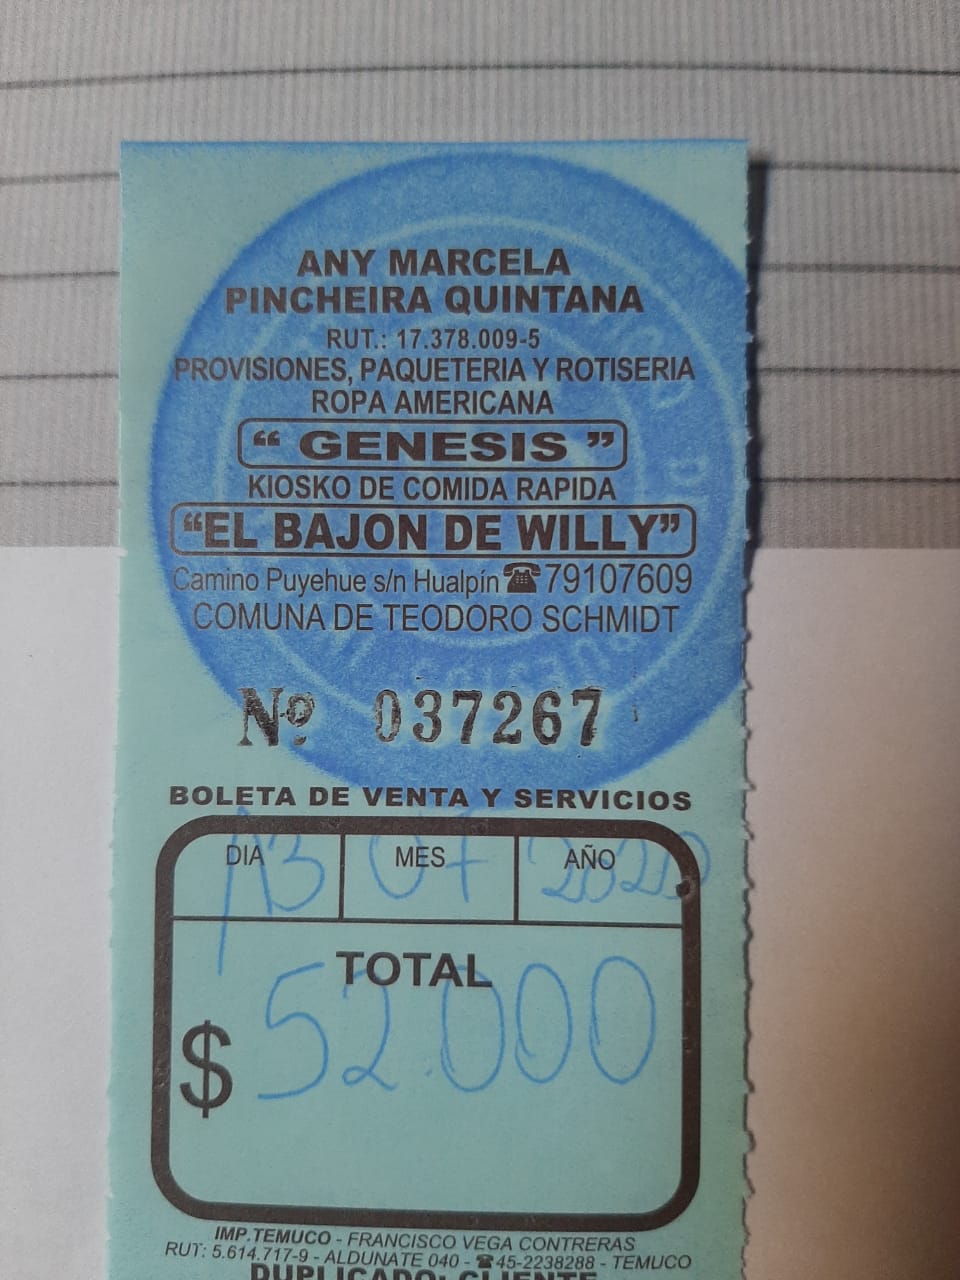 ANY MARCELA
PINCHEIRA QUINTANA
RUT.: 17.378.009-5
PROVISIONES, PAQUETERIA Y ROTISERIA
ROPA AMERICANA
“ GENESIS ”
KIOSKO DE COMIDA RAPIDA
“EL BAJON DE WILLY”
Camino Puyehue s/n Hualpín ☎79107609
COMUNA DE TEODORO SCHMIDT
Nº 037267
BOLETA DE VENTA Y SERVICIOS
DIA MES AÑO
13 07 2020
TOTAL
$ 52.000
IMP.TEMUCO - FRANCISCO VEGA CONTRERAS
RUT: 5.614.717-9 - ALDUNATE 040 - ☎45-2238288 - TEMUCO
DUPLICADO: CLIENTE